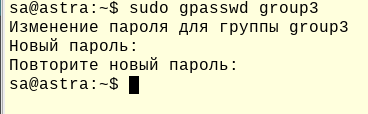 sa@astra:~$ sudo gpasswd group3
Изменение пароля для группы group3
Новый пароль:
Повторите новый пароль:
sa@astra:~$